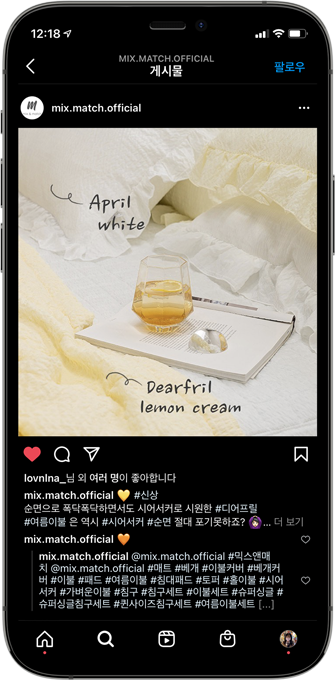 12:18
MIX.MATCH.OFFICIAL
게시물
팔로우
mix.match.official
April
white
Dearfril
lemon cream
lovnlna_님 외 여러 명이 좋아합니다
mix.match.official 💛 #신상
순면으로 폭닥폭닥하면서도 시어서커로 시원한 #디어프릴
#여름이불 은 역시 #시어서커 #순면 절대 포기못하죠? ... 더 보기
mix.match.official 🧡
mix.match.official @mix.match.official #믹스앤매
치 @mix.match.official #매트 #베개 #이불커버 #베개커
버 #이불 #패드 #여름이불 #침대패드 #토퍼 #홑이불 #시어
서커 #가벼운이불 #침구 #침구세트 #이불세트 #슈퍼싱글 #
슈퍼싱글침구세트 #퀸사이즈침구세트 #여름이불세트 [...]